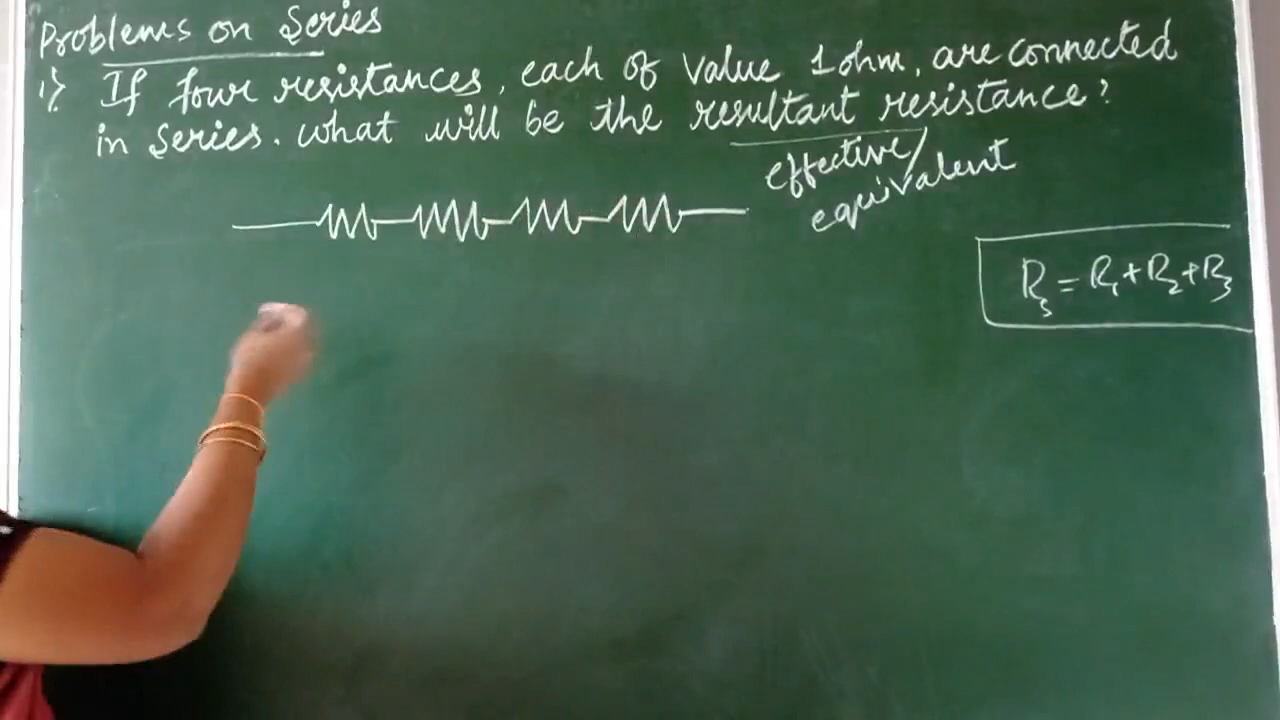 Problems on Series
1) If four resistances, each of value 1 ohm, are connected
in series. what will be the resultant resistance?
effective/
equivalent
Rs = R1 + R2 + R3